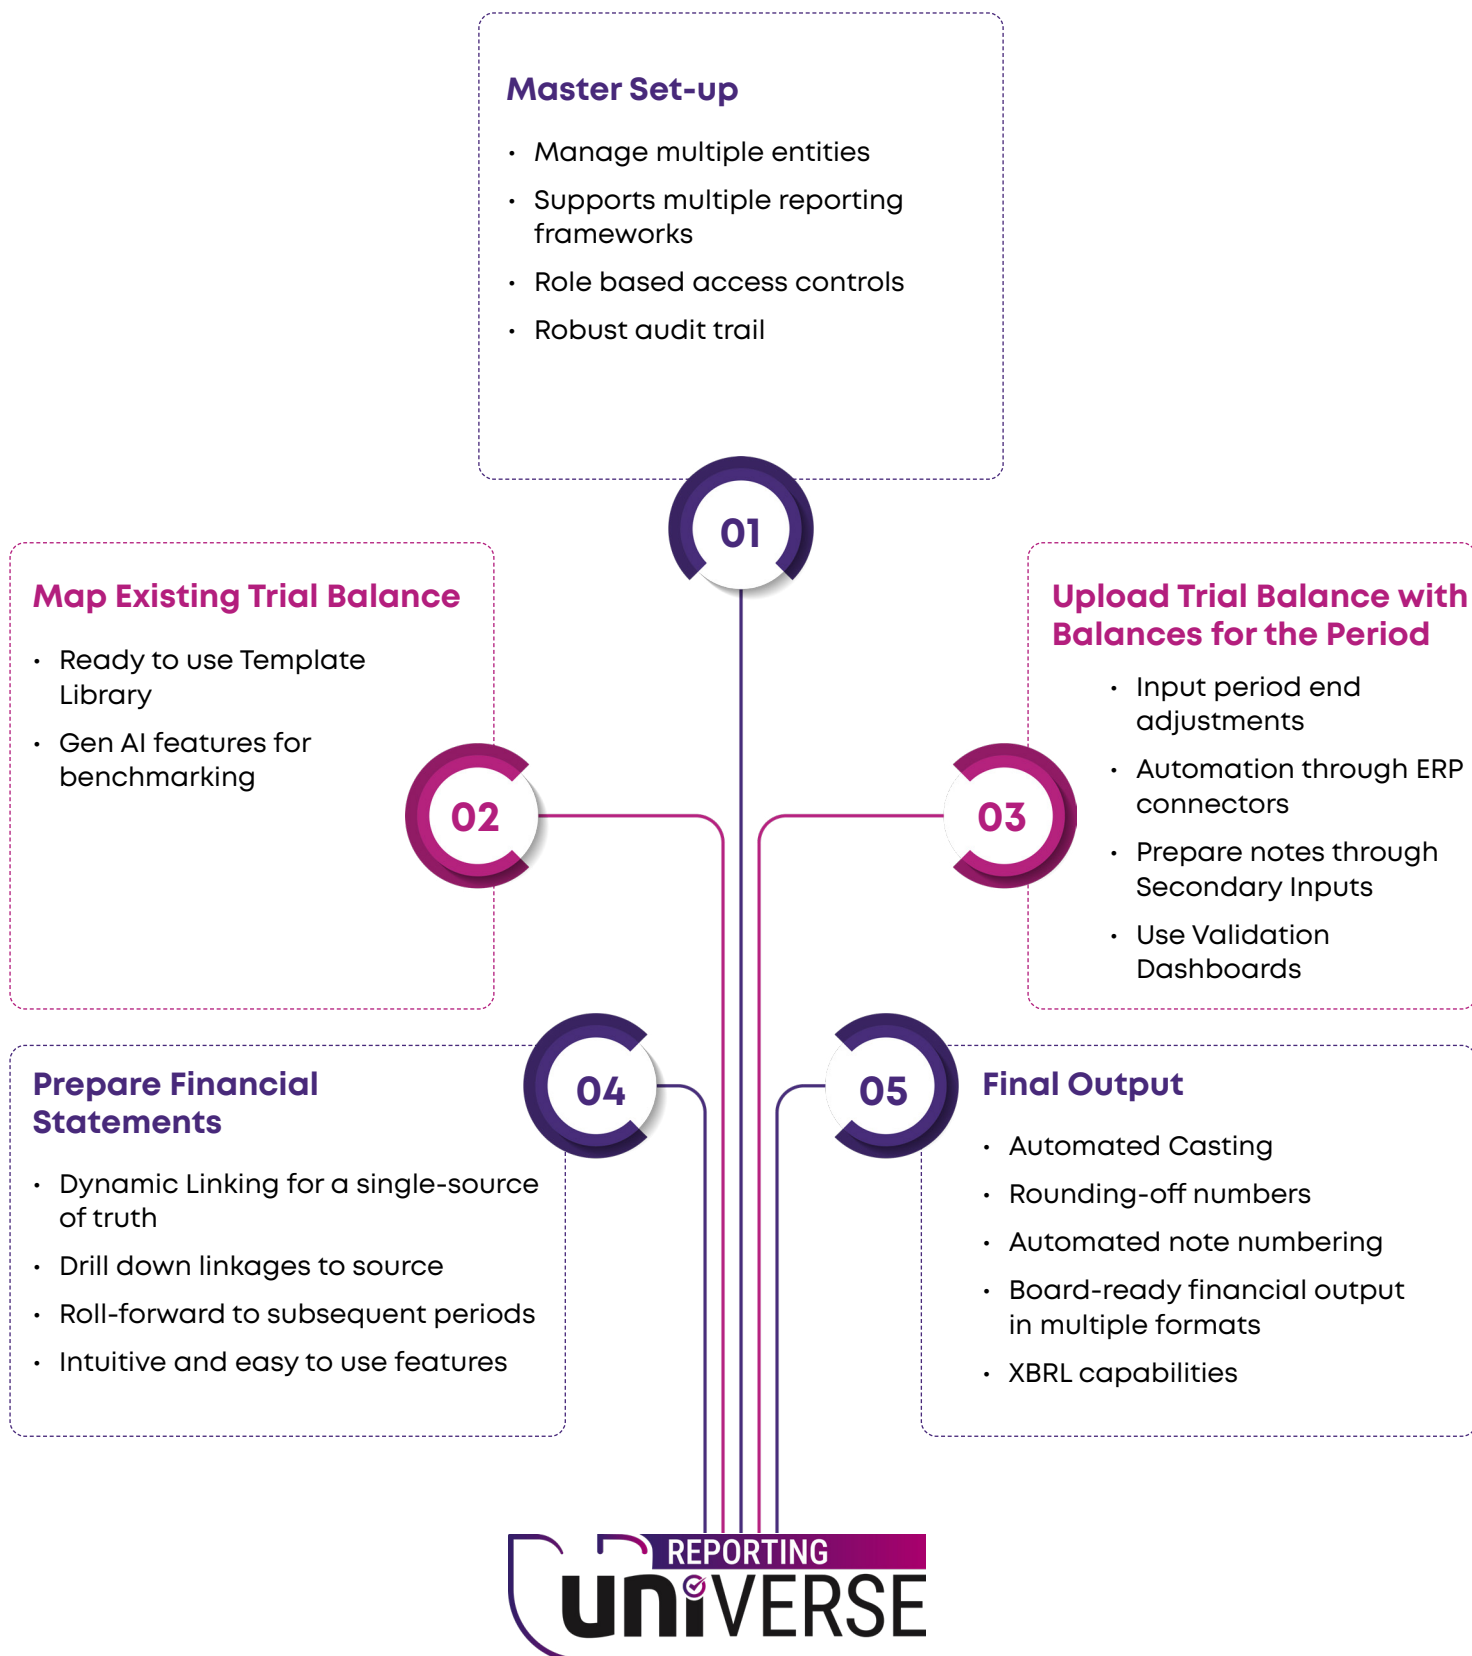 Master Set-up
• Manage multiple entities
• Supports multiple reporting
frameworks
• Role based access controls
• Robust audit trail
01
Map Existing Trial Balance
• Ready to use Template
Library
• Gen AI features for
benchmarking
02
Upload Trial Balance with
Balances for the Period
• Input period end
adjustments
• Automation through ERP
connectors
• Prepare notes through
Secondary Inputs
• Use Validation
Dashboards
03
Prepare Financial
Statements
• Dynamic Linking for a single-source
of truth
• Drill down linkages to source
• Roll-forward to subsequent periods
• Intuitive and easy to use features
04
05
Final Output
• Automated Casting
• Rounding-off numbers
• Automated note numbering
• Board-ready financial output
in multiple formats
• XBRL capabilities
REPORTING
uniVERSE